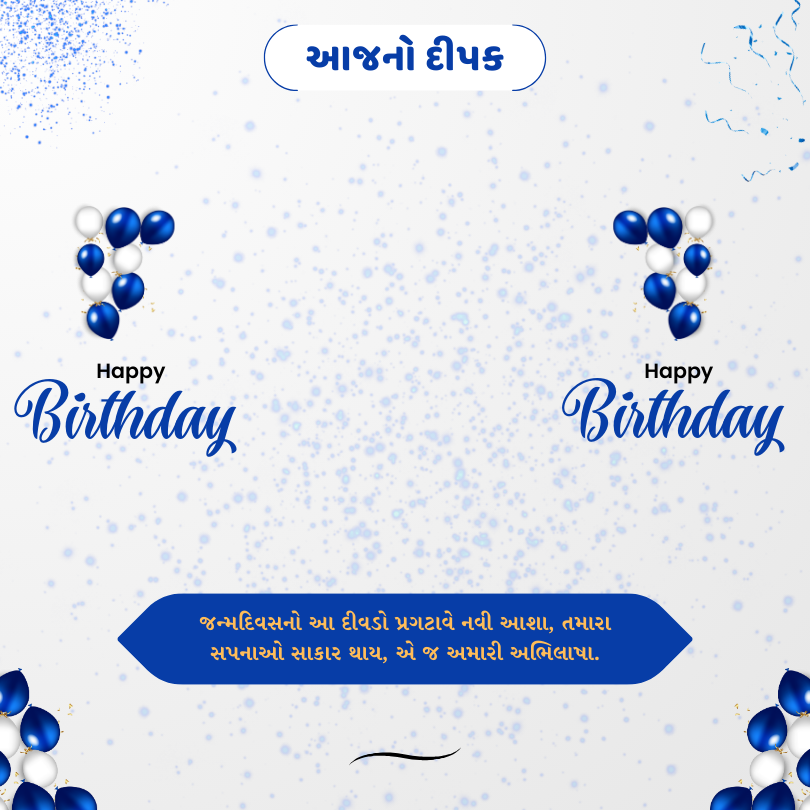 આજનો દીપક
Happy
Birthday
Happy
Birthday
જન્મદિવસનો આ દીવડો પ્રગટાવે નવી આશા, તમારા
સપનાઓ સાકાર થાય, એ જ અમારી અભિલાષા.